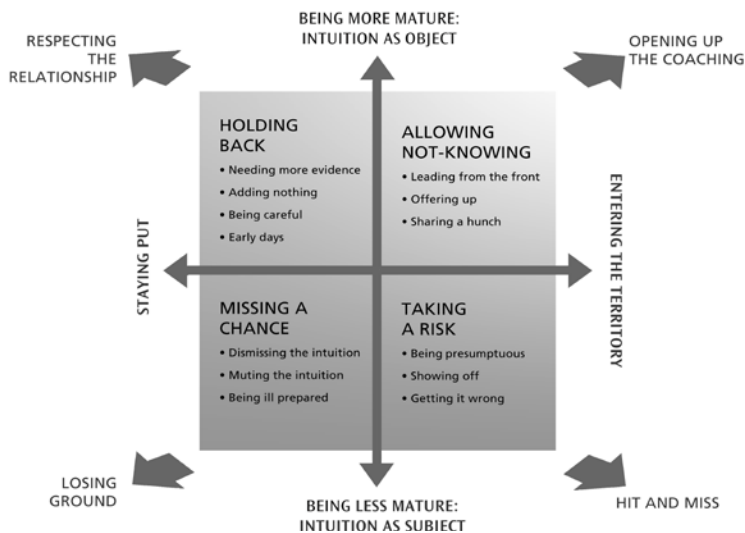 BEING MORE MATURE:
INTUITION AS OBJECT
RESPECTING
THE
RELATIONSHIP
OPENING UP
THE COACHING
HOLDING
BACK
• Needing more evidence
• Adding nothing
• Being careful
• Early days
ALLOWING
NOT-KNOWING
• Leading from the front
• Offering up
• Sharing a hunch
STAYING PUT
ENTERING THE TERRITORY
MISSING A
CHANCE
• Dismissing the intuition
• Muting the intuition
• Being ill prepared
TAKING
A RISK
• Being presumptuous
• Showing off
• Getting it wrong
LOSING
GROUND
BEING LESS MATURE:
INTUITION AS SUBJECT
HIT AND MISS